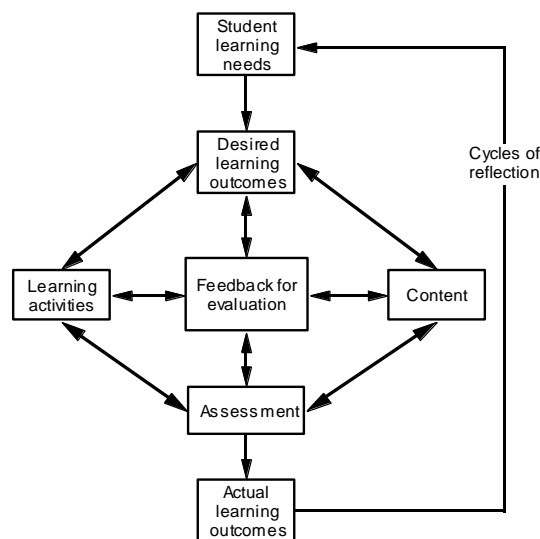 Student
learning
needs
Desired
learning
outcomes
Cycles of
reflection
Learning
activities
Feedback for
evaluation
Content
Assessment
Actual
learning
outcomes